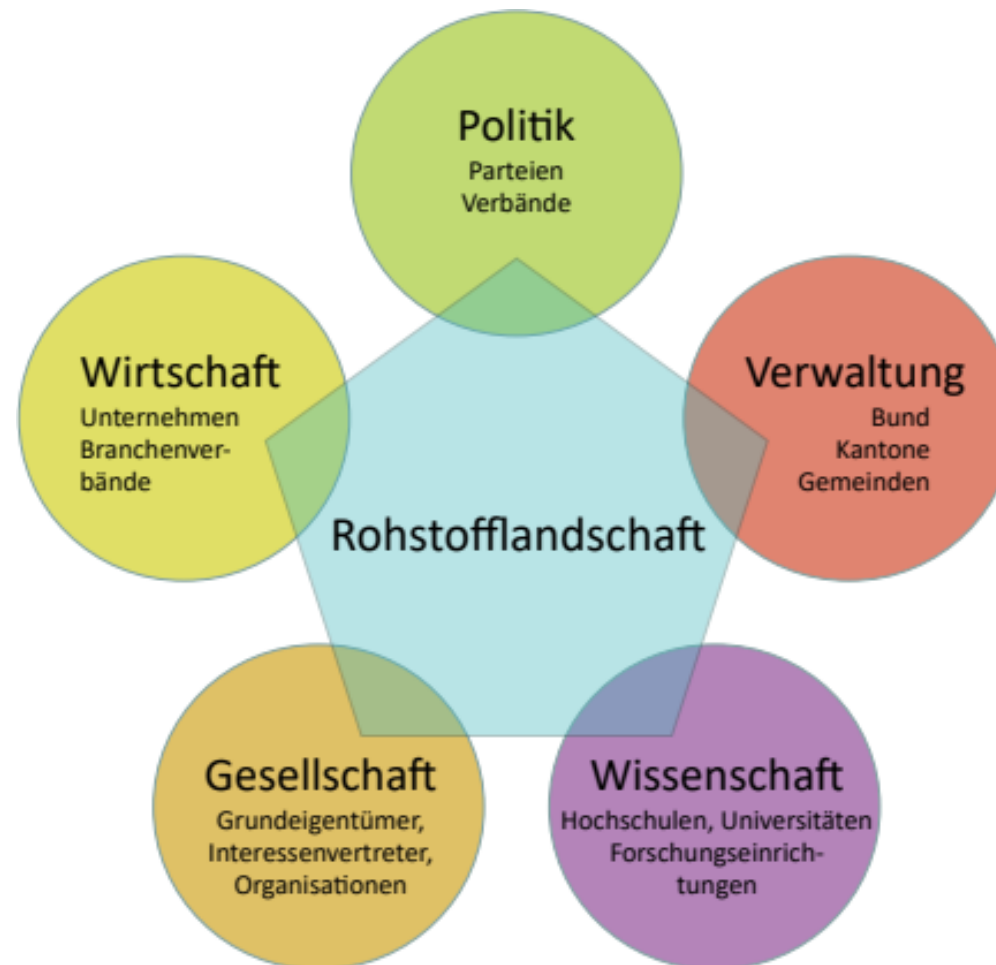 Politik
Parteien
Verbände
Wirtschaft
Unternehmen
Branchenver-
bände
Verwaltung
Bund
Kantone
Gemeinden
Rohstofflandschaft
Gesellschaft
Grundeigentümer,
Interessenvertreter,
Organisationen
Wissenschaft
Hochschulen, Universitäten
Forschungseinrich-
tungen